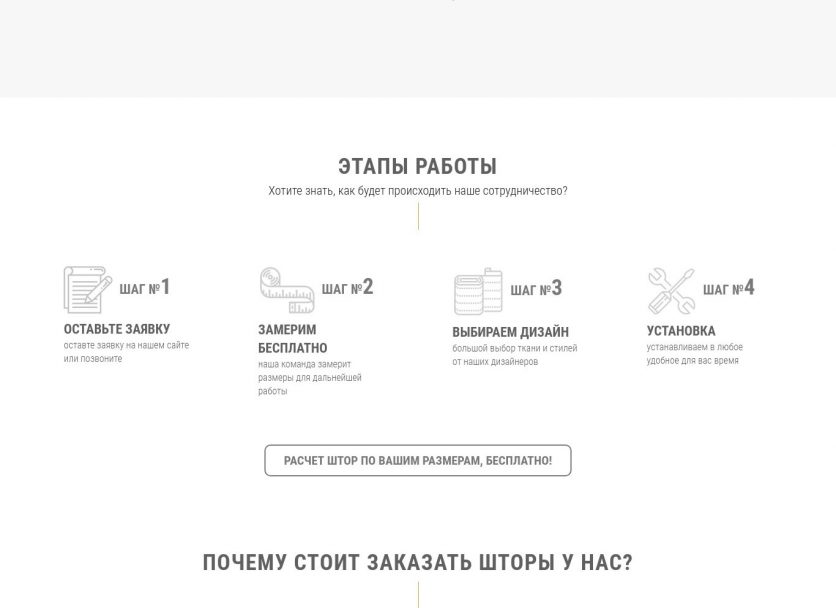 ЭТАПЫ РАБОТЫ
Хотите знать, как будет происходить наше сотрудничество?
ШАГ №1
ОСТАВЬТЕ ЗАЯВКУ
оставте заявку на нашем сайте
или позвоните
ШАГ №2
ЗАМЕРИМ
БЕСПЛАТНО
наша команда замерит
размеры для дальнейшей
работы
ШАГ №3
ВЫБИРАЕМ ДИЗАЙН
большой выбор ткани и стилей
от наших дизайнеров
ШАГ №4
УСТАНОВКА
устанавливаем в любое
удобное для вас время
РАСЧЕТ ШТОР ПО ВАШИМ РАЗМЕРАМ, БЕСПЛАТНО!
ПОЧЕМУ СТОИТ ЗАКАЗАТЬ ШТОРЫ У НАС?